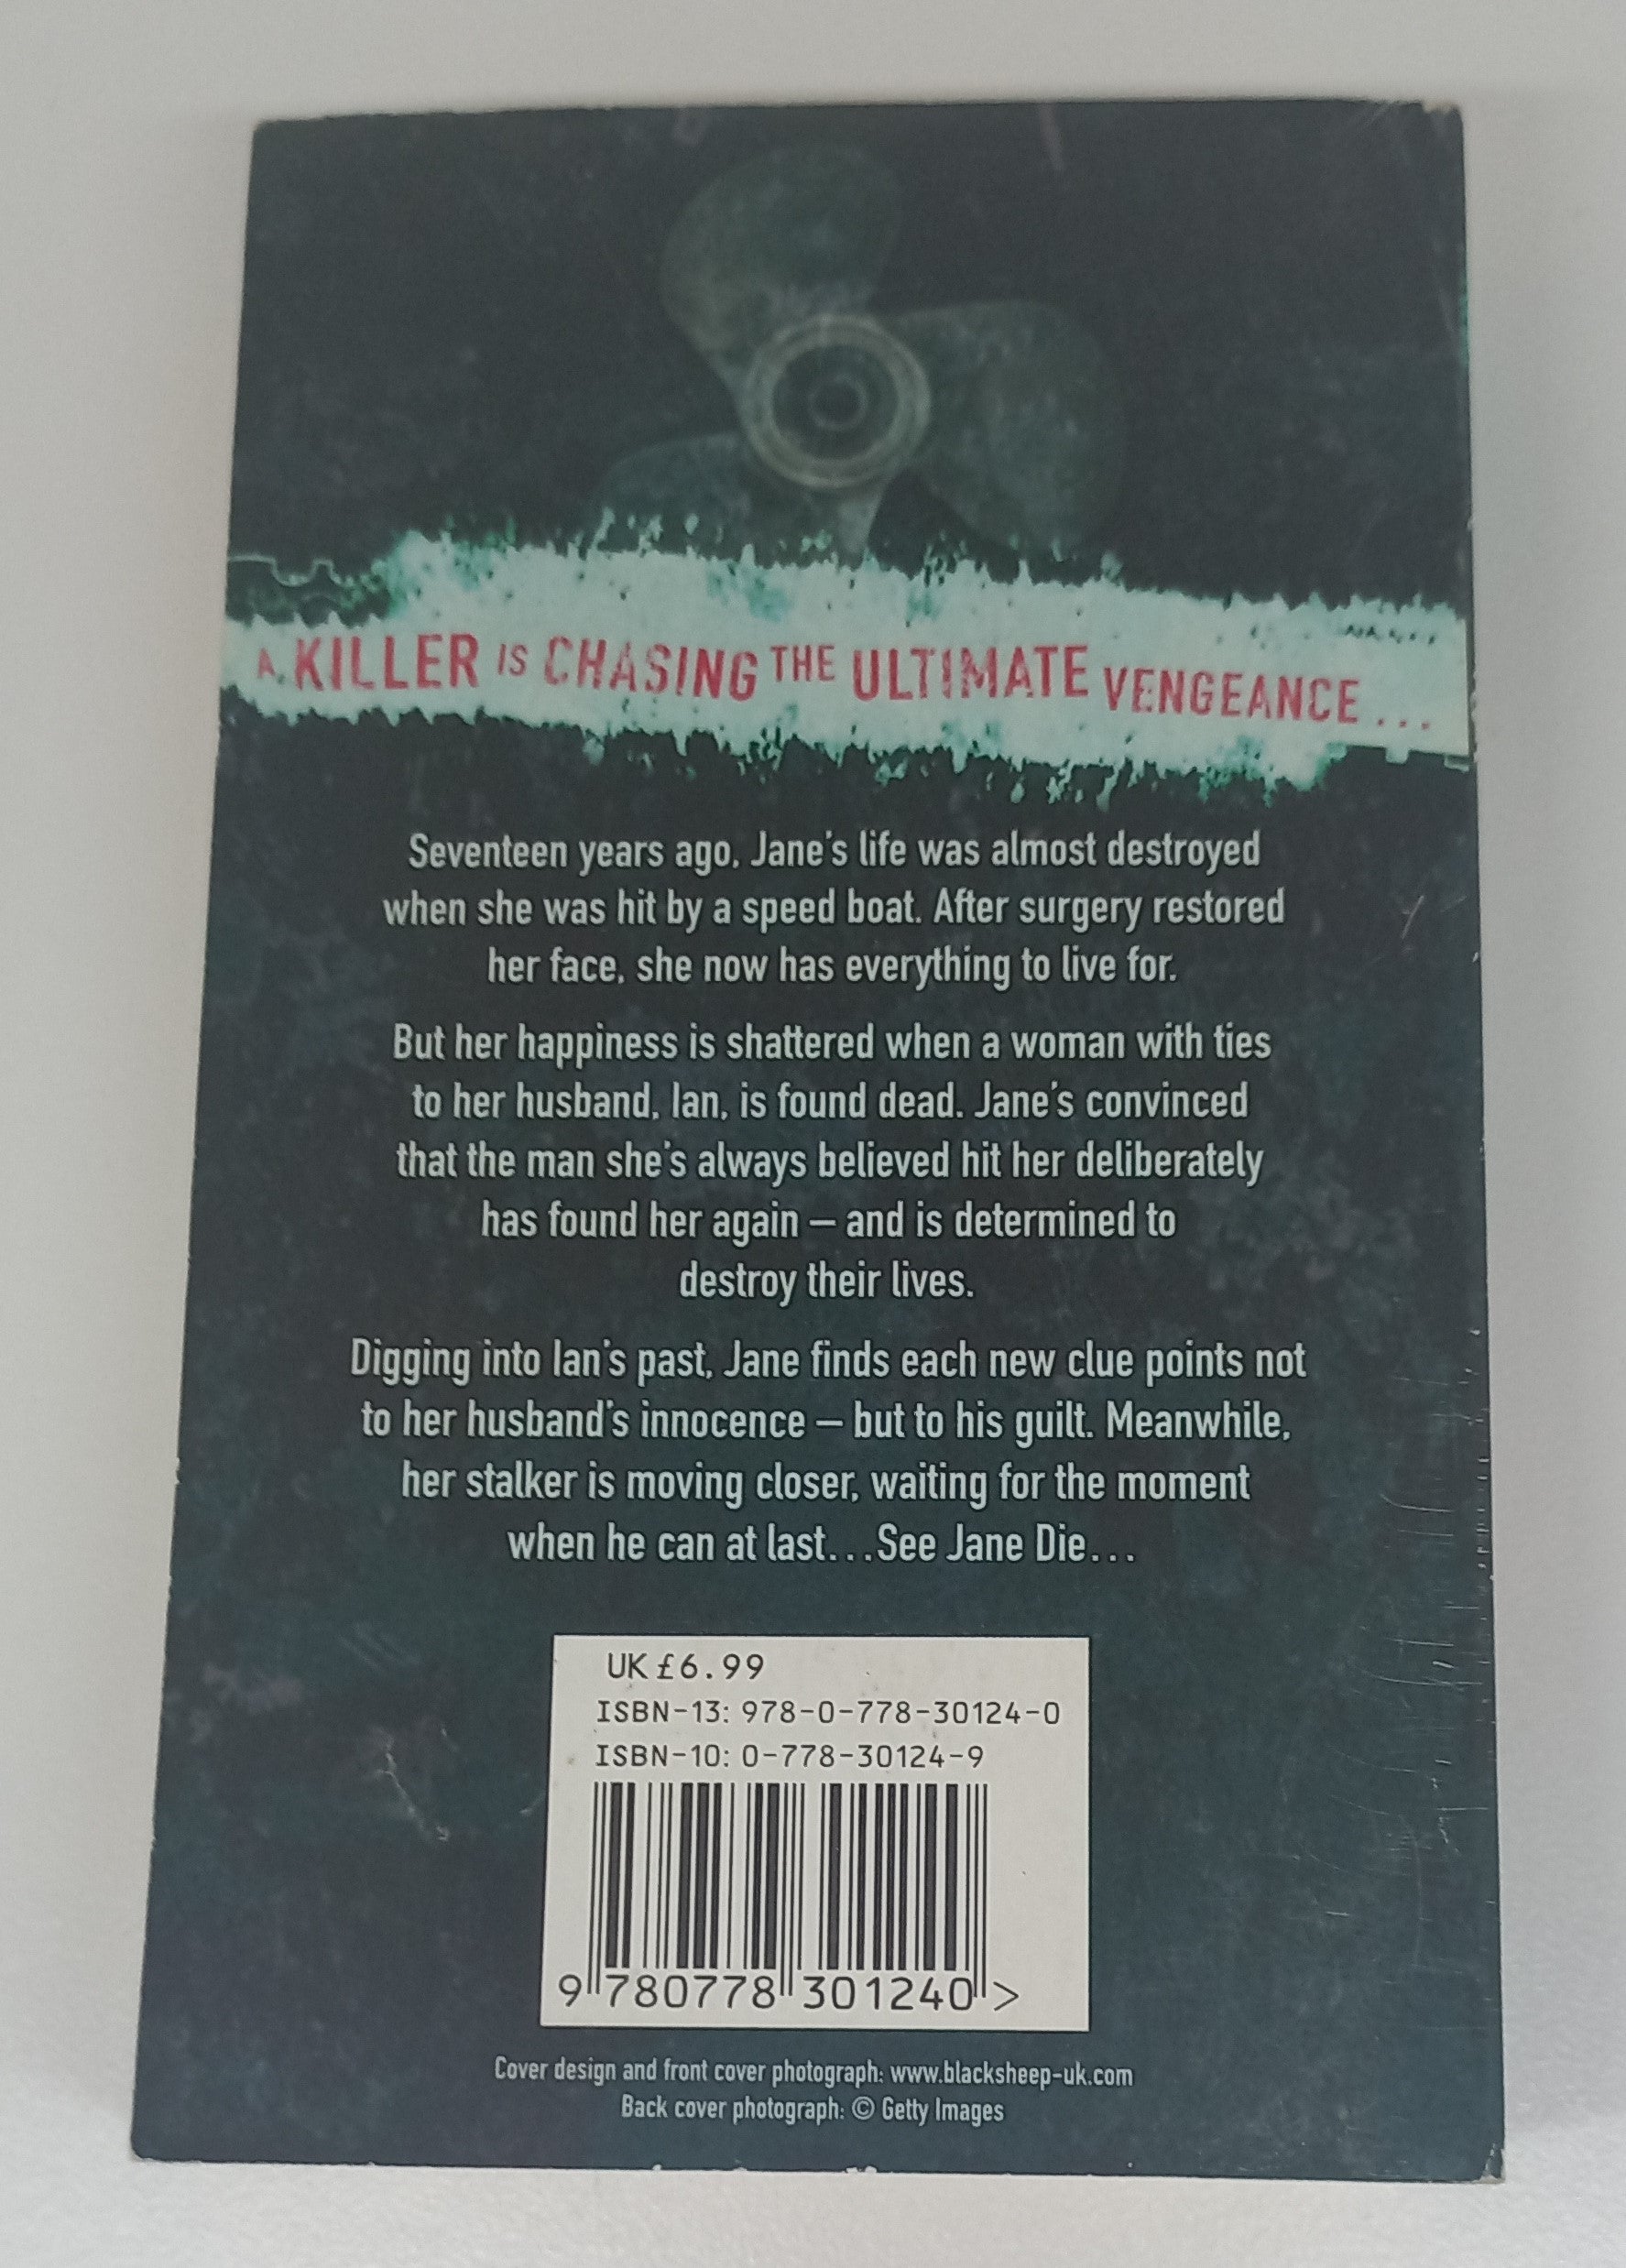 A KILLER IS CHASING THE ULTIMATE VENGEANCE...
Seventeen years ago, Jane's life was almost destroyed
when she was hit by a speed boat. After surgery restored
her face, she now has everything to live for.
But her happiness is shattered when a woman with ties
to her husband, Ian, is found dead. Jane's convinced
that the man she's always believed hit her deliberately
has found her again – and is determined to
destroy their lives.
Digging into Ian's past, Jane finds each new clue points not
to her husband's innocence – but to his guilt. Meanwhile,
her stalker is moving closer, waiting for the moment
when he can at last...See Jane Die...
UK £6.99
ISBN-13: 978-0-778-30124-0
ISBN-10: 0-778-30124-9
9 780778 301240 >
Cover design and front cover photograph: www.blacksheep-uk.com
Back cover photograph: © Getty Images